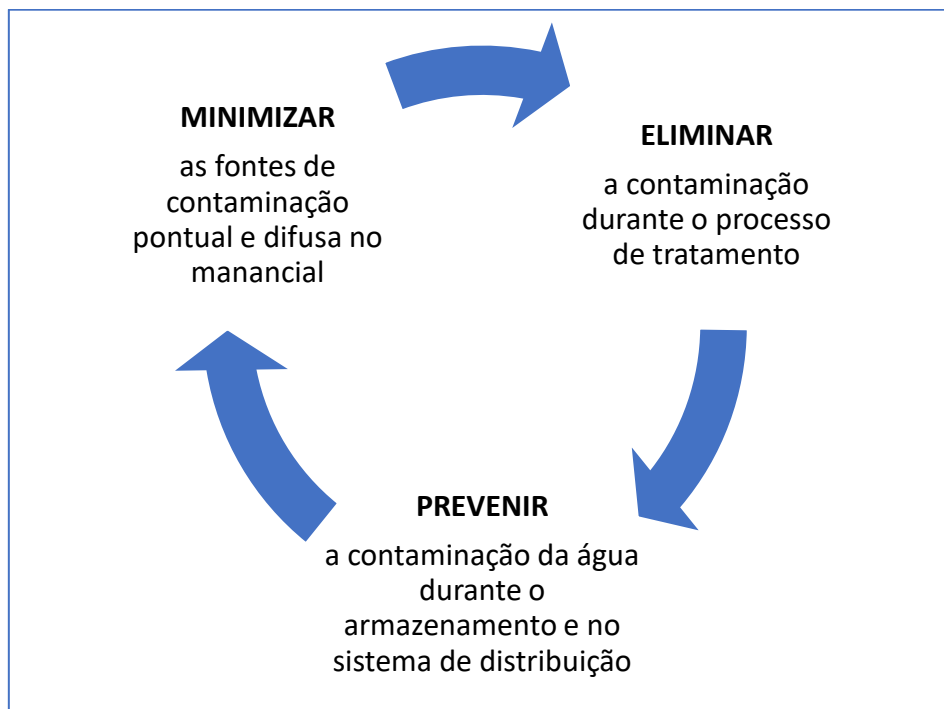 MINIMIZAR
as fontes de
contaminação
pontual e difusa no
manancial
ELIMINAR
a contaminação
durante o processo
de tratamento
PREVENIR
a contaminação da água
durante o
armazenamento e no
sistema de distribuição